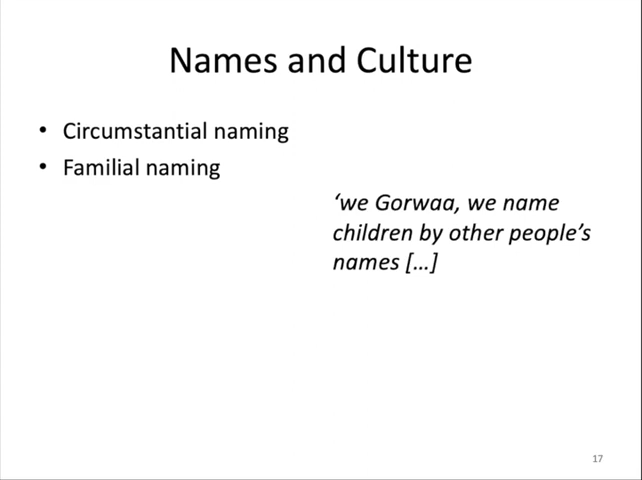 Names and Culture
• Circumstantial naming
• Familial naming
‘we Gorwaa, we name
children by other people’s
names […]
17